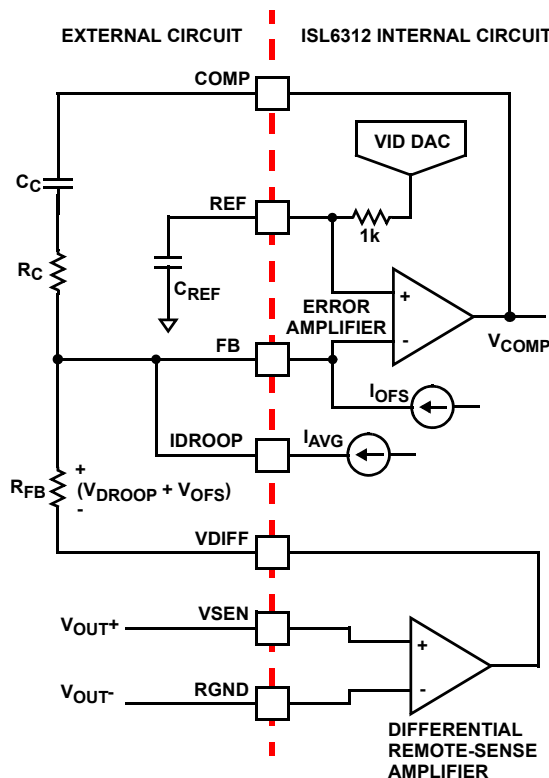 EXTERNAL CIRCUIT
ISL6312 INTERNAL CIRCUIT
COMP
VID DAC
CC
REF
1k
RC
CREF
ERROR
AMPLIFIER
+
-
VCOMP
FB
IOFS
IDROOP
IAVG
RFB
+
(VDROOP + VOFS)
-
VDIFF
VOUT+
VSEN
+
VOUT-
RGND
-
DIFFERENTIAL
REMOTE-SENSE
AMPLIFIER